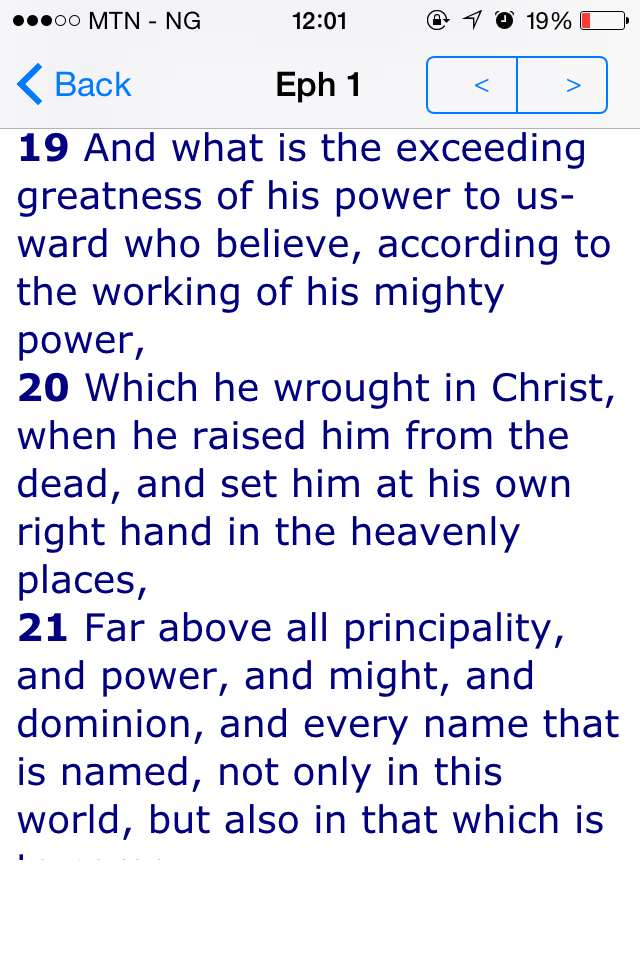 MTN - NG 12:01 19%
Back Eph 1 < >
19 And what is the exceeding
greatness of his power to us-
ward who believe, according to
the working of his mighty
power,
20 Which he wrought in Christ,
when he raised him from the
dead, and set him at his own
right hand in the heavenly
places,
21 Far above all principality,
and power, and might, and
dominion, and every name that
is named, not only in this
world, but also in that which is